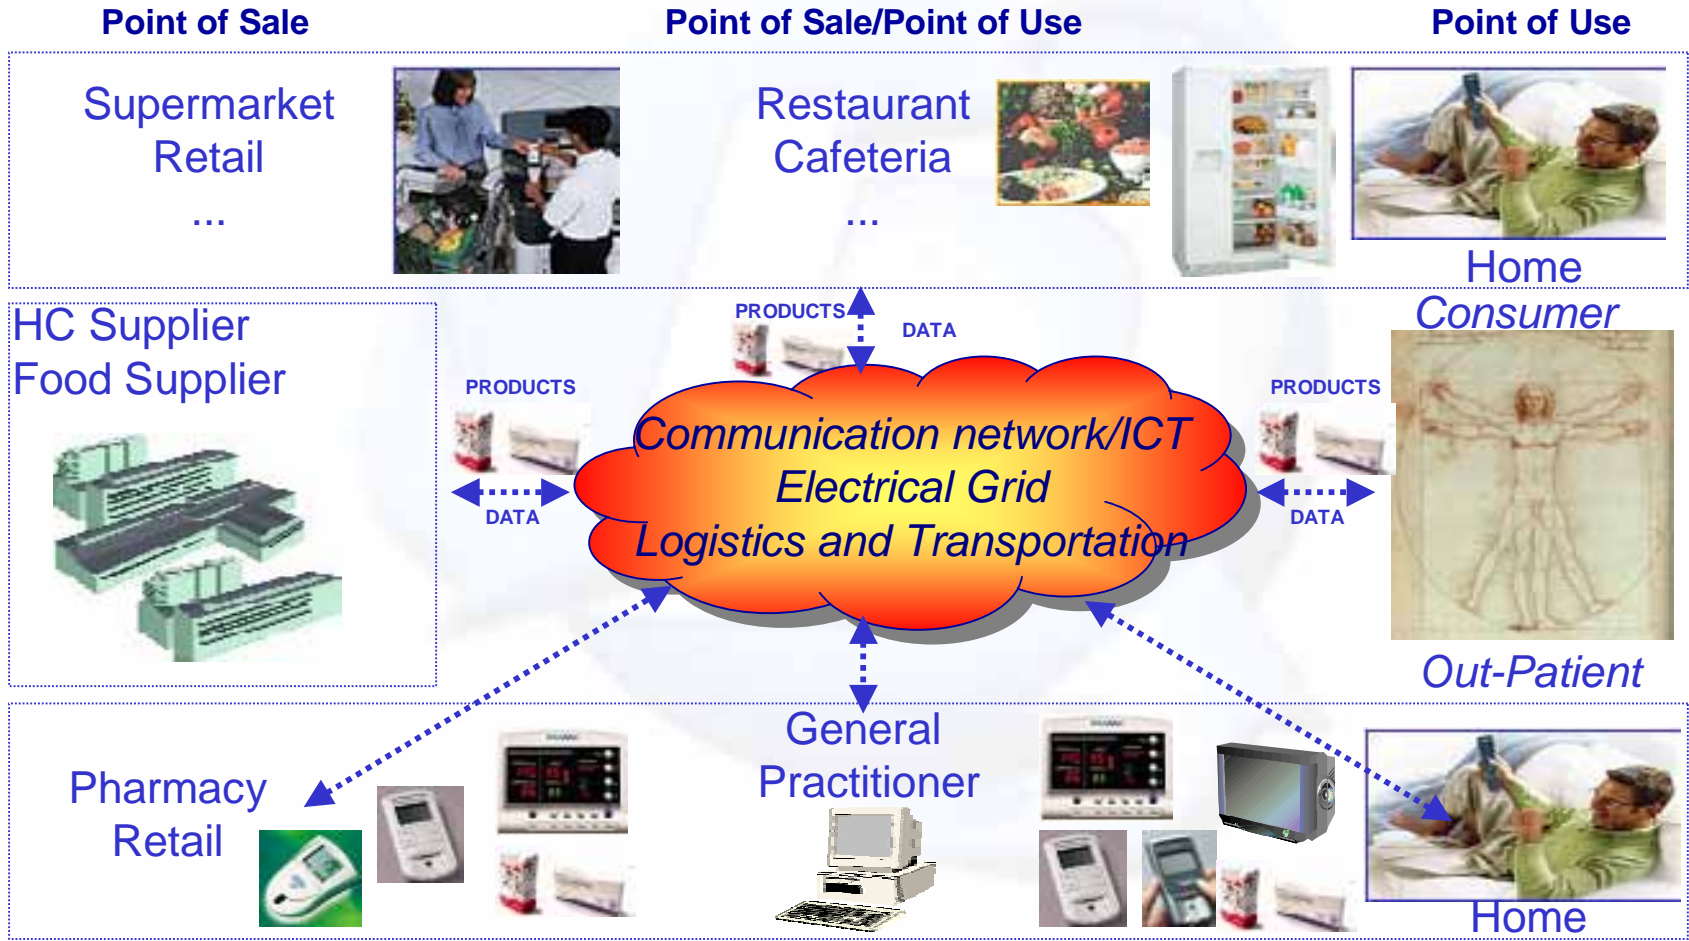 Point of Sale
Point of Sale/Point of Use
Point of Use
Supermarket
Retail
...
Restaurant
Cafeteria
...
Home
HC Supplier
Food Supplier
PRODUCTS
DATA
Consumer
PRODUCTS
DATA
PRODUCTS
DATA
Communication network/ICT
Electrical Grid
Logistics and Transportation
Out-Patient
Pharmacy
Retail
General
Practitioner
Home